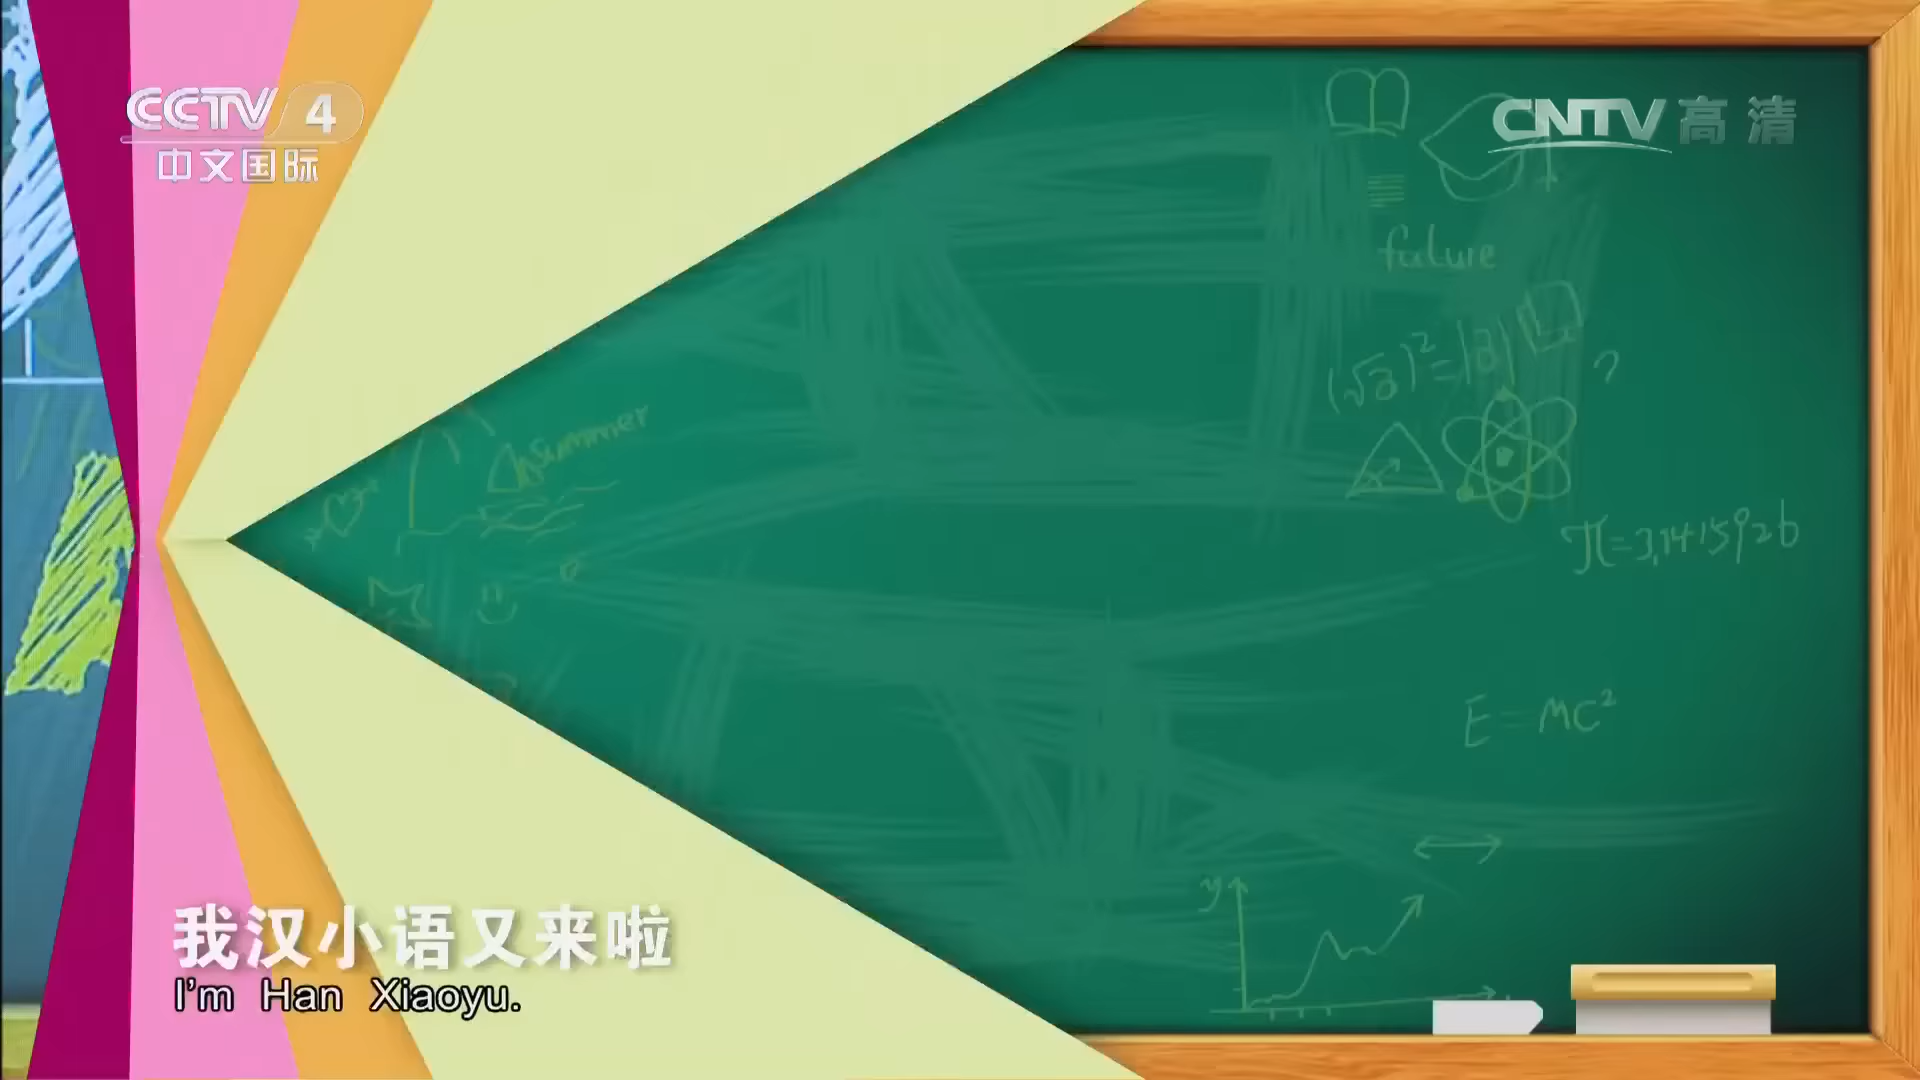 CCTV 4
中文国际
CNTV 高清
future
(√a)²=|a|
summer
π=3.1415926
E=MC²
y
我汉小语又来啦
I'm Han Xiaoyu.